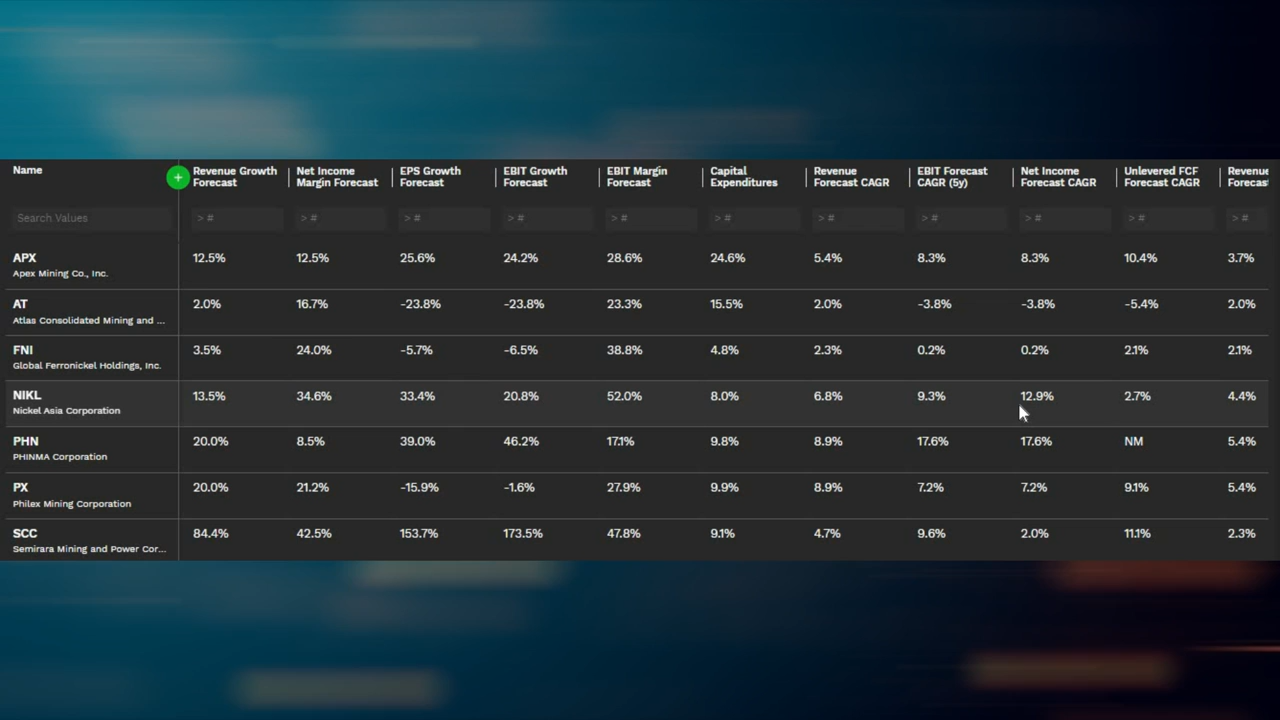 Name + Revenue Growth Forecast | Net Income Margin Forecast | EPS Growth Forecast | EBIT Growth Forecast | EBIT Margin Forecast | Capital Expenditures | Revenue Forecast CAGR | EBIT Forecast CAGR (5y) | Net Income Forecast CAGR | Unlevered FCF Forecast CAGR | Revenue Forecast
Search Values > # > # > # > # > # > # > # > # > # > # > #
APX 12.5% 12.5% 25.6% 24.2% 28.6% 24.6% 5.4% 8.3% 8.3% 10.4% 3.7%
Apex Mining Co., Inc.
AT 2.0% 16.7% -23.8% -23.8% 23.3% 15.5% 2.0% -3.8% -3.8% -5.4% 2.0%
Atlas Consolidated Mining and ...
FNI 3.5% 24.0% -5.7% -6.5% 38.8% 4.8% 2.3% 0.2% 0.2% 2.1% 2.1%
Global Ferronickel Holdings, Inc.
NIKL 13.5% 34.6% 33.4% 20.8% 52.0% 8.0% 6.8% 9.3% 12.9% 2.7% 4.4%
Nickel Asia Corporation
PHN 20.0% 8.5% 39.0% 46.2% 17.1% 9.8% 8.9% 17.6% 17.6% NM 5.4%
PHINMA Corporation
PX 20.0% 21.2% -15.9% -1.6% 27.9% 9.9% 8.9% 7.2% 7.2% 9.1% 5.4%
Philex Mining Corporation
SCC 84.4% 42.5% 153.7% 173.5% 47.8% 9.1% 4.7% 9.6% 2.0% 11.1% 2.3%
Semirara Mining and Power Cor...